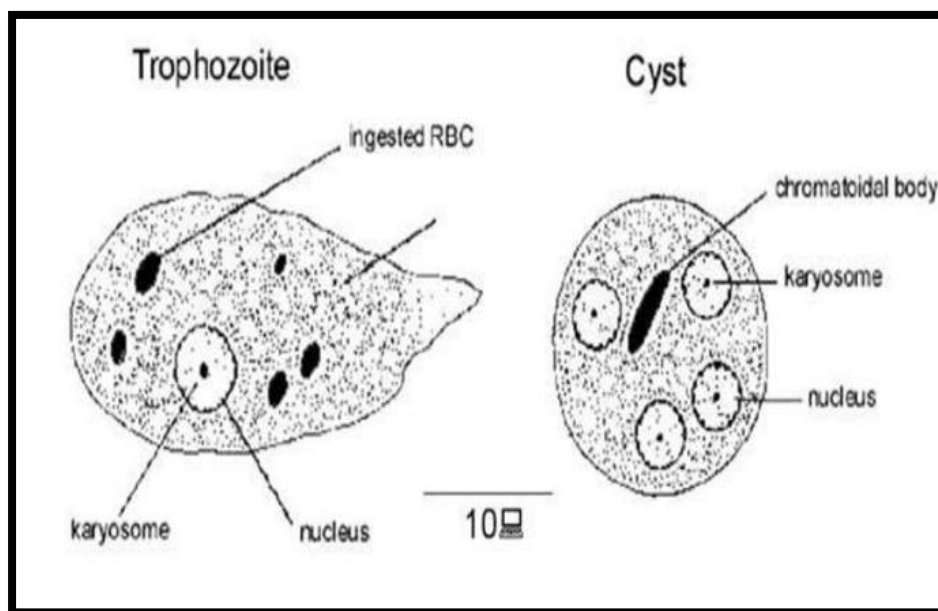 Trophozoite
Cyst
ingested RBC
chromatoidal body
karyosome
nucleus
karyosome
nucleus
10💻